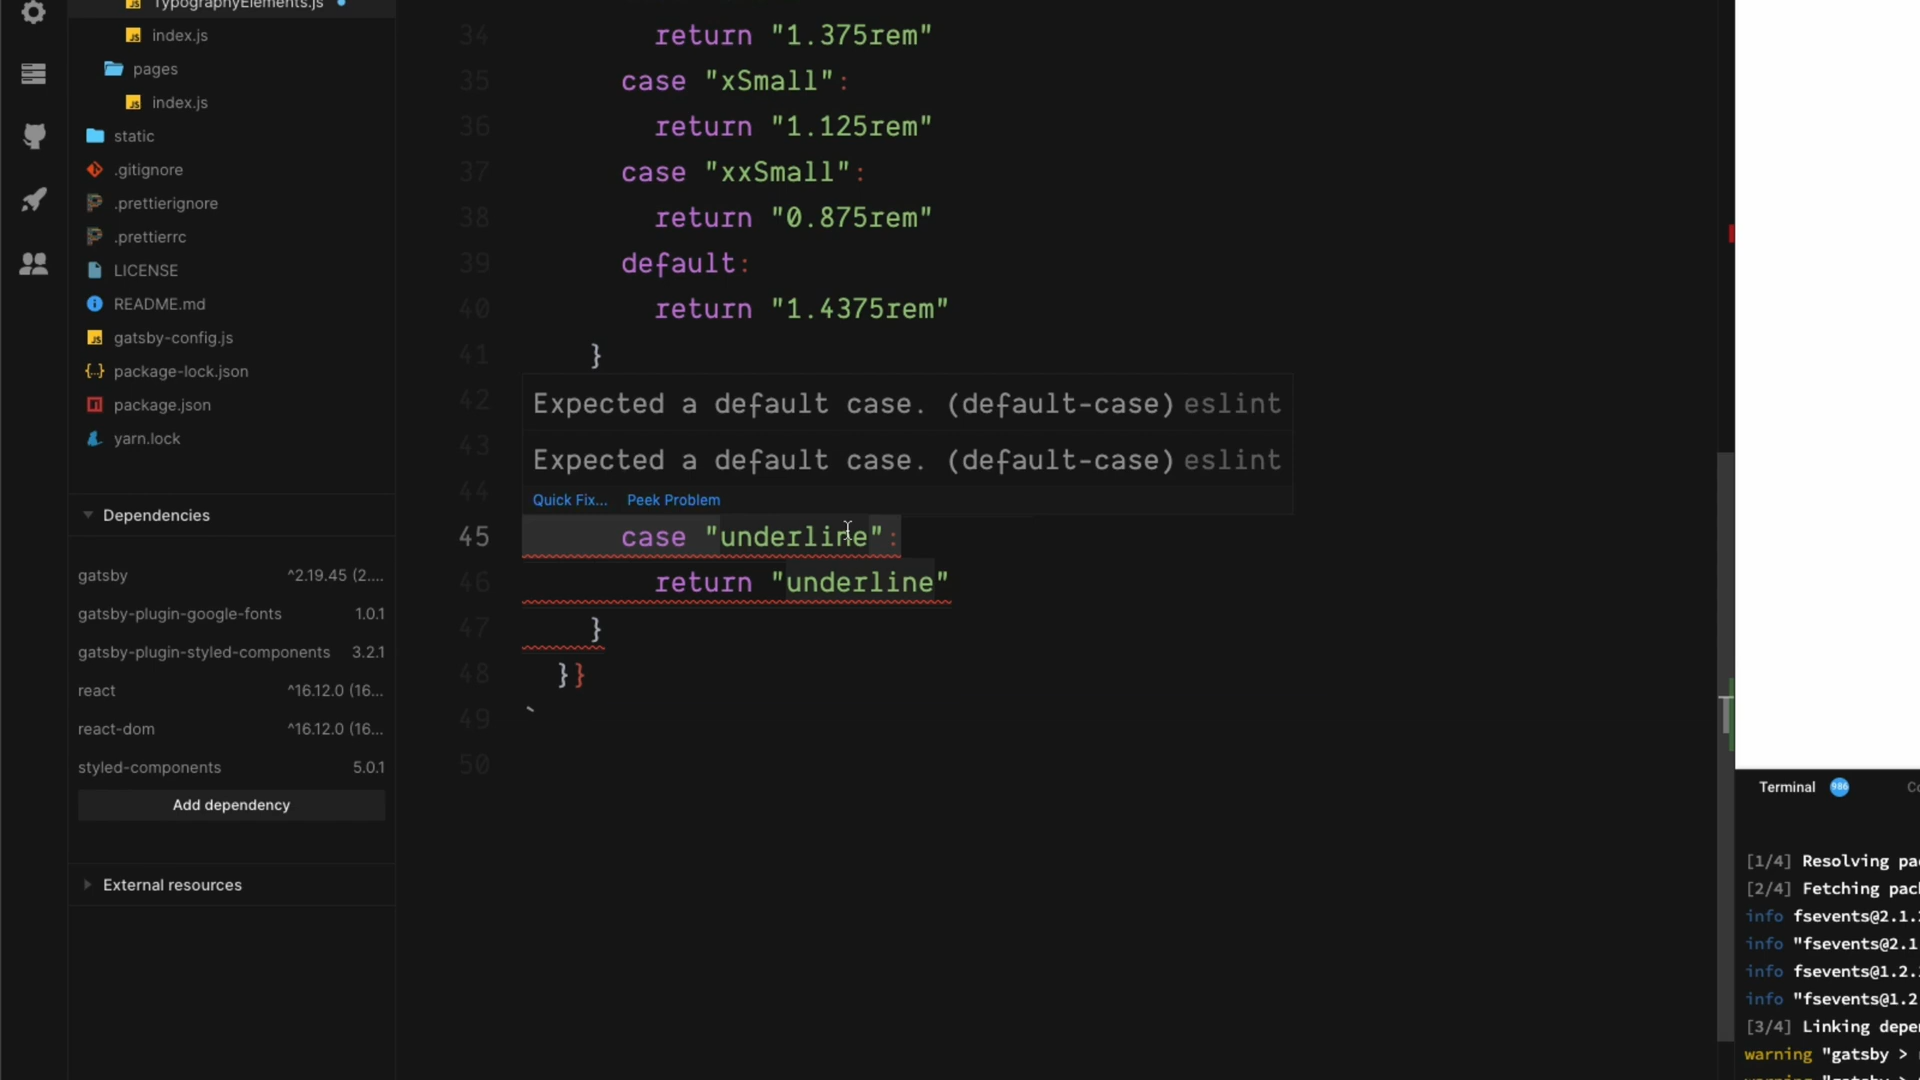 TypographyElements.js
index.js
pages
index.js
static
.gitignore
.prettierignore
.prettierrc
LICENSE
README.md
gatsby-config.js
package-lock.json
package.json
yarn.lock
Dependencies
gatsby ^2.19.45 (2....
gatsby-plugin-google-fonts 1.0.1
gatsby-plugin-styled-components 3.2.1
react ^16.12.0 (16...
react-dom ^16.12.0 (16...
styled-components 5.0.1
Add dependency
External resources
34 return "1.375rem"
35 case "xSmall":
36 return "1.125rem"
37 case "xxSmall":
38 return "0.875rem"
39 default:
40 return "1.4375rem"
41 }
42
Expected a default case. (default-case) eslint
43
Expected a default case. (default-case) eslint
44
Quick Fix... Peek Problem
45 case "underline":
46 return "underline"
47 }
48 }}
49 `
50
Terminal 986
[1/4] Resolving
[2/4] Fetching
info fsevents@2.1.
info "fsevents@2.1
info fsevents@1.2.
info "fsevents@1.2
[3/4] Linking
warning "gatsby >